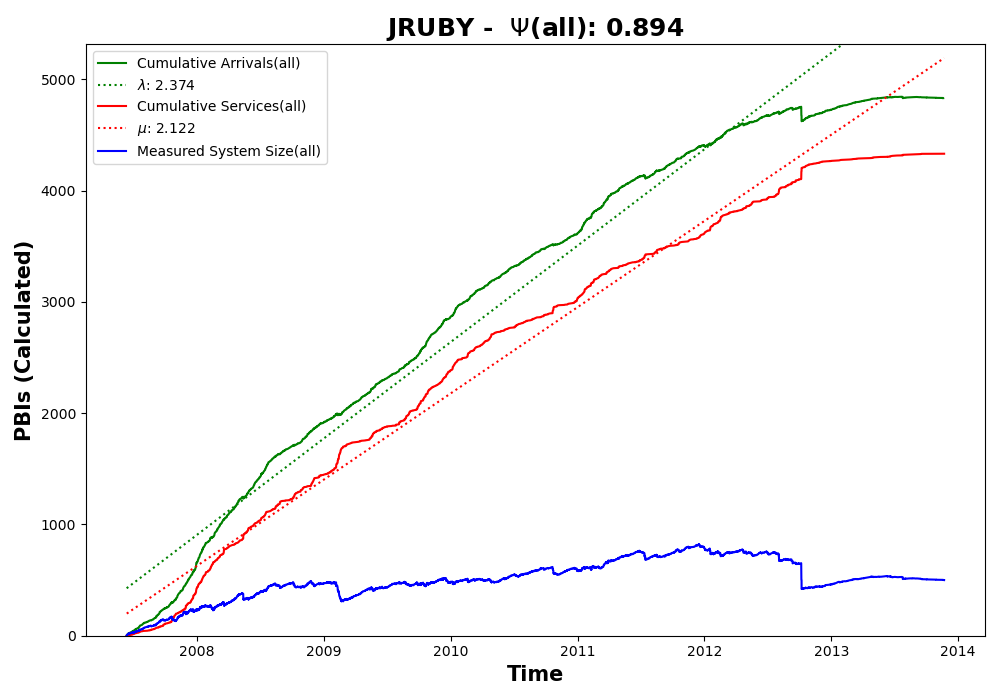 JRUBY - Ψ(all): 0.894
Cumulative Arrivals(all)
λ: 2.374
Cumulative Services(all)
μ: 2.122
Measured System Size(all)
PBIs (Calculated)
5000
4000
3000
2000
1000
0
2008 2009 2010 2011 2012 2013 2014
Time